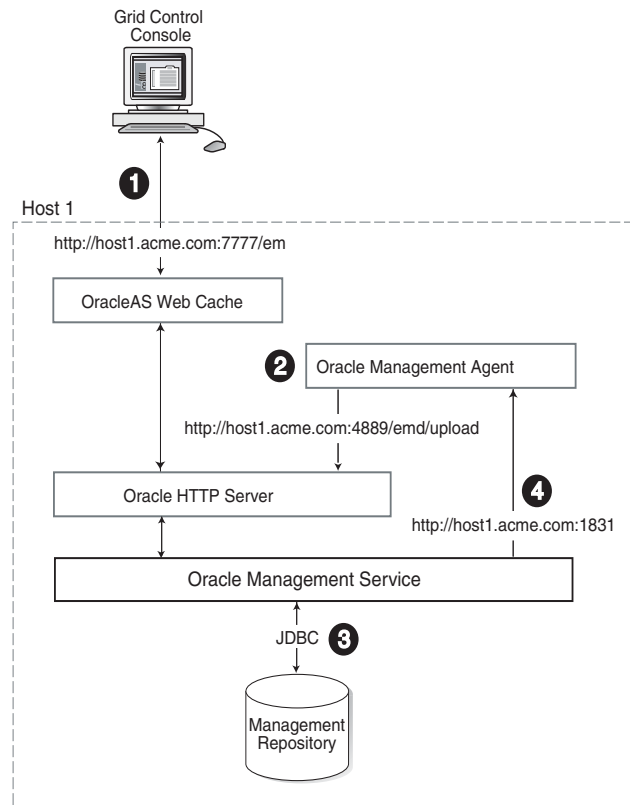 Grid Control
Console
1
Host 1
http://host1.acme.com:7777/em
OracleAS Web Cache
2
Oracle Management Agent
http://host1.acme.com:4889/emd/upload
Oracle HTTP Server
4
http://host1.acme.com:1831
Oracle Management Service
JDBC 3
Management
Repository